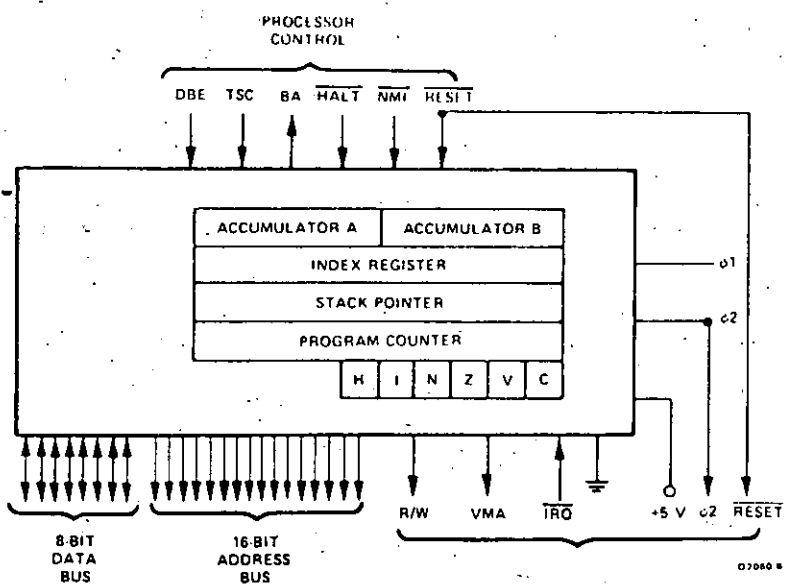 PROCESSOR
CONTROL
DBE TSC BA HALT NMI RESET
ACCUMULATOR A ACCUMULATOR B
INDEX REGISTER
STACK POINTER
PROGRAM COUNTER
H I N Z V C
ϕ1
ϕ2
R/W VMA IRQ +5 V ϕ2 RESET
8-BIT
DATA
BUS
16-BIT
ADDRESS
BUS